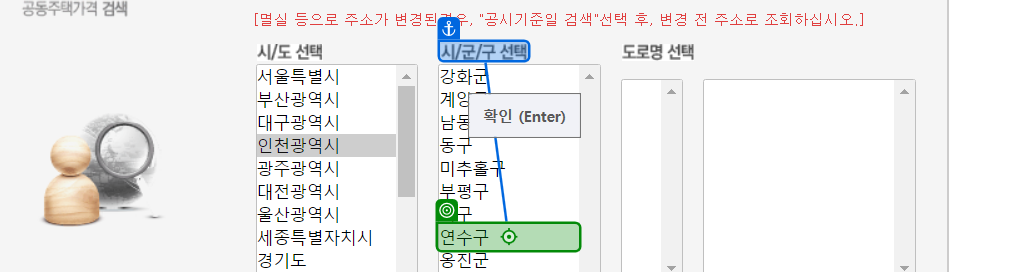 공동주택가격 검색
[멸실 등으로 주소가 변경된경우, "공시기준일 검색"선택 후, 변경 전 주소로 조회하십시오.]
시/도 선택
시/군/구 선택
도로명 선택
서울특별시
부산광역시
대구광역시
인천광역시
광주광역시
대전광역시
울산광역시
세종특별자치시
경기도
강화군
계양
남동
동구
미추홀구
부평구
구
연수구
옹진군
확인 (Enter)